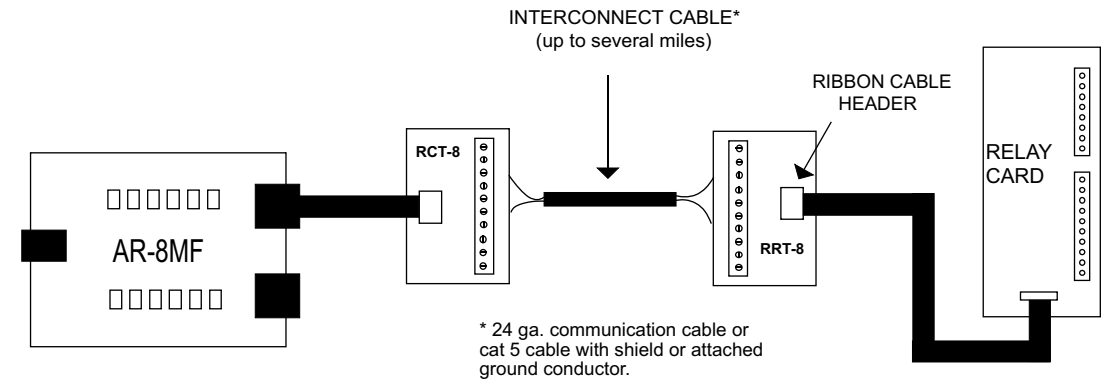 INTERCONNECT CABLE*
(up to several miles)
RIBBON CABLE
HEADER
RCT-8
RELAY
CARD
AR-8MF
RRT-8
* 24 ga. communication cable or
cat 5 cable with shield or attached
ground conductor.